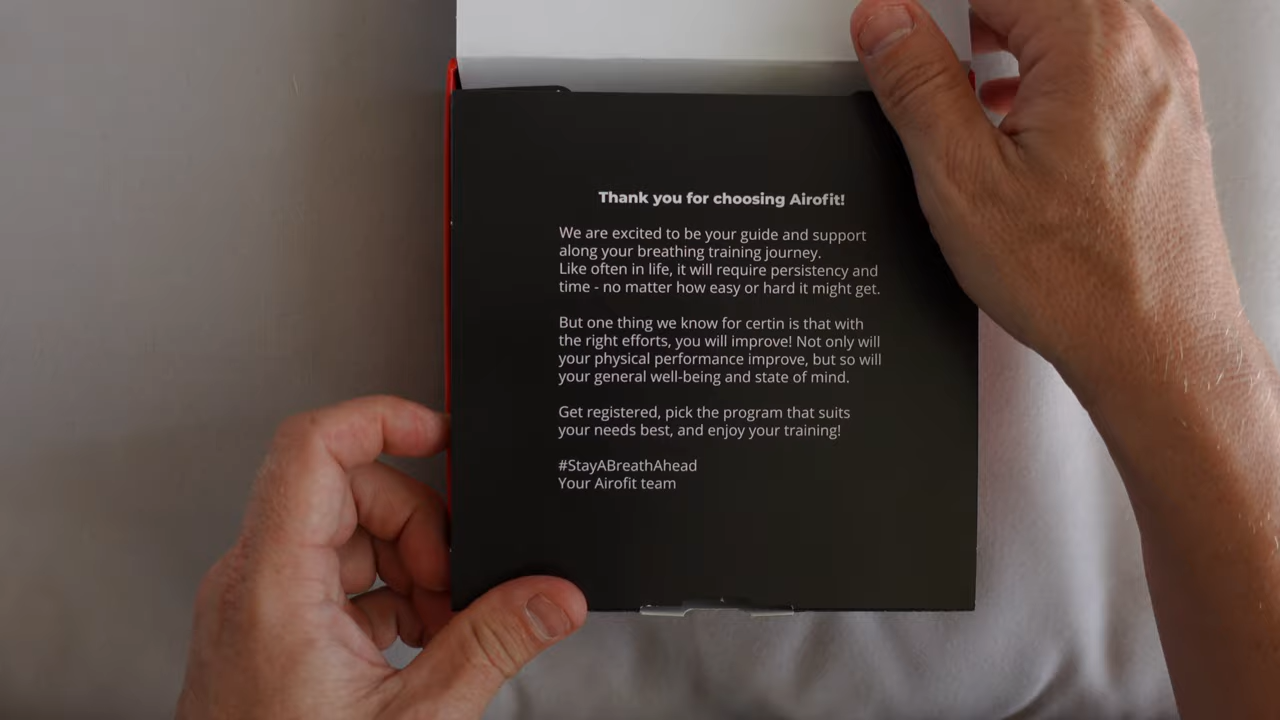 Thank you for choosing Airofit!
We are excited to be your guide and support
along your breathing training journey.
Like often in life, it will require persistency and
time - no matter how easy or hard it might get.
But one thing we know for certin is that with
the right efforts, you will improve! Not only will
your physical performance improve, but so will
your general well-being and state of mind.
Get registered, pick the program that suits
your needs best, and enjoy your training!
#StayABreathAhead
Your Airofit team